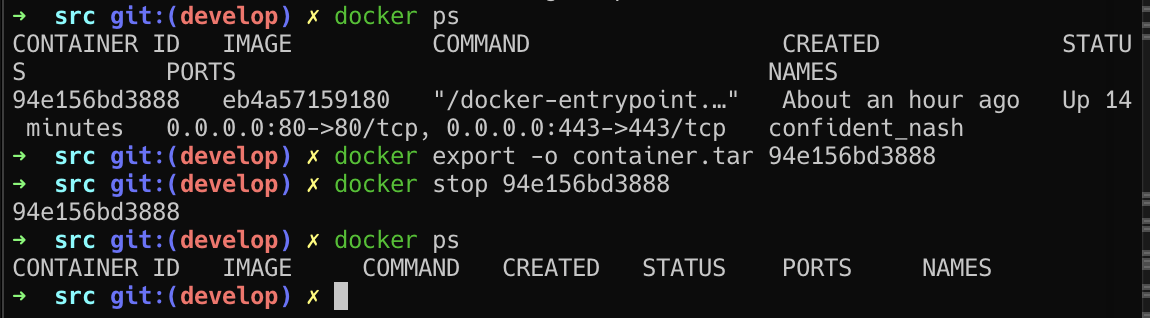 ➜  src git:(develop) ✗ docker ps
CONTAINER ID   IMAGE          COMMAND                  CREATED             STATU
S          PORTS                                      NAMES
94e156bd3888   eb4a57159180   "/docker-entrypoint.…"   About an hour ago   Up 14
 minutes   0.0.0.0:80->80/tcp, 0.0.0.0:443->443/tcp   confident_nash
➜  src git:(develop) ✗ docker export -o container.tar 94e156bd3888
➜  src git:(develop) ✗ docker stop 94e156bd3888
94e156bd3888
➜  src git:(develop) ✗ docker ps
CONTAINER ID   IMAGE     COMMAND   CREATED   STATUS    PORTS     NAMES
➜  src git:(develop) ✗